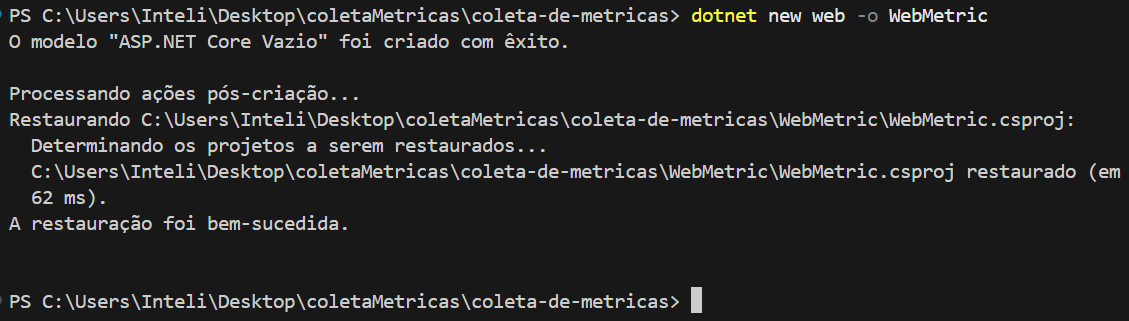 PS C:\Users\Inteli\Desktop\coletaMetricas\coleta-de-metricas> dotnet new web -o WebMetric
O modelo "ASP.NET Core Vazio" foi criado com êxito.
Processando ações pós-criação...
Restaurando C:\Users\Inteli\Desktop\coletaMetricas\coleta-de-metricas\WebMetric\WebMetric.csproj:
Determinando os projetos a serem restaurados...
C:\Users\Inteli\Desktop\coletaMetricas\coleta-de-metricas\WebMetric\WebMetric.csproj restaurado (em
62 ms).
A restauração foi bem-sucedida.
PS C:\Users\Inteli\Desktop\coletaMetricas\coleta-de-metricas>